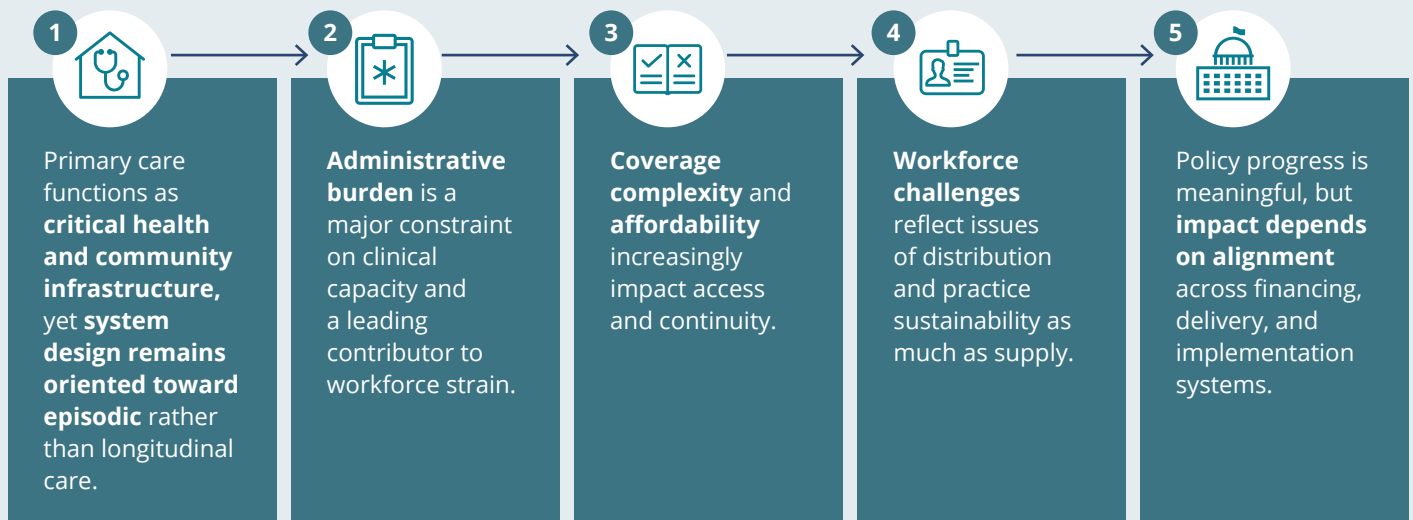 1
Primary care
functions as
critical health
and community
infrastructure,
yet system
design remains
oriented toward
episodic rather
than longitudinal
care.
2
Administrative
burden is a
major constraint
on clinical
capacity and
a leading
contributor to
workforce strain.
3
Coverage
complexity and
affordability
increasingly
impact access
and continuity.
4
Workforce
challenges
reflect issues
of distribution
and practice
sustainability as
much as supply.
5
Policy progress is
meaningful, but
impact depends
on alignment
across financing,
delivery, and
implementation
systems.